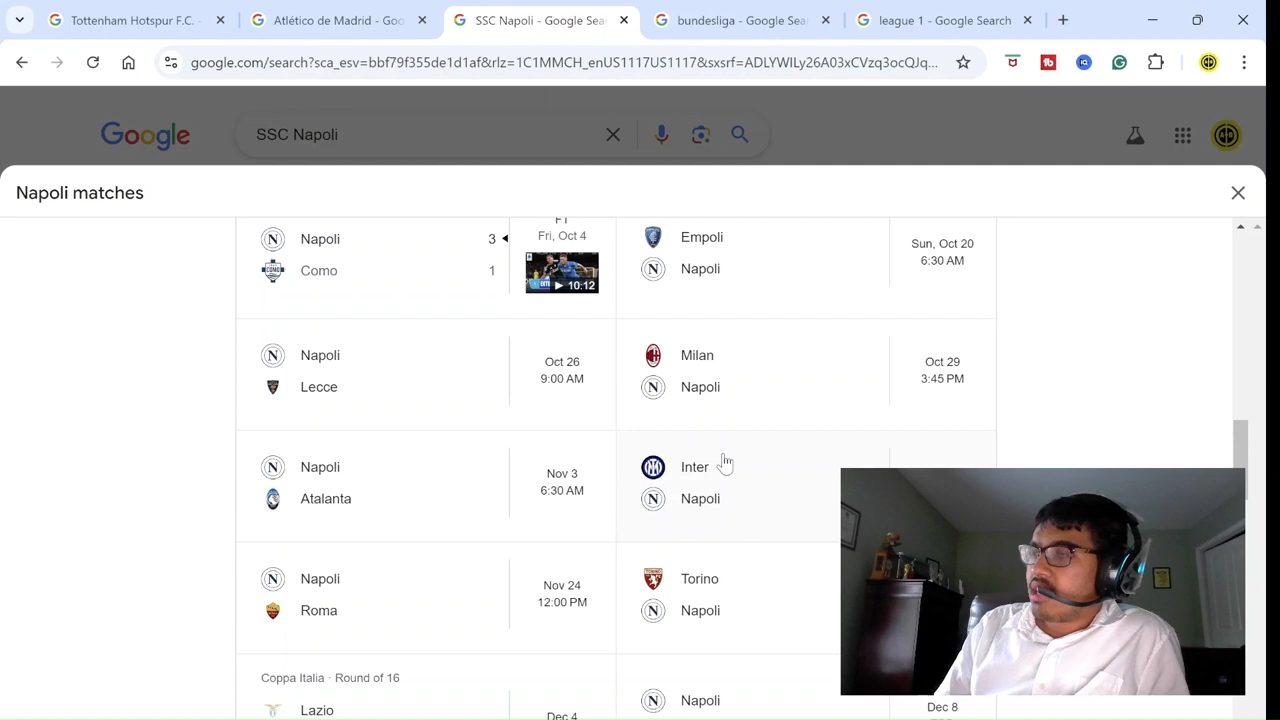 Tottenham Hotspur F.C. -
Atlético de Madrid - Goo
SSC Napoli - Google Sea
bundesliga - Google Sea
league 1 - Google Search
google.com/search?sca_esv=bbf79f355de1d1af&rlz=1C1MMCH_enUS1117US1117&sxsrf=ADLYWILy26A03xCVzq3ocQJq...
Google
SSC Napoli
Napoli matches
FT
Napoli 3
Fri, Oct 4
Como 1
10:12
Empoli
Napoli
Sun, Oct 20
6:30 AM
Napoli
Lecce
Oct 26
9:00 AM
Milan
Napoli
Oct 29
3:45 PM
Napoli
Atalanta
Nov 3
6:30 AM
Inter
Napoli
Napoli
Roma
Nov 24
12:00 PM
Torino
Napoli
Coppa Italia · Round of 16
Lazio
Dec 4
Napoli
Dec 8